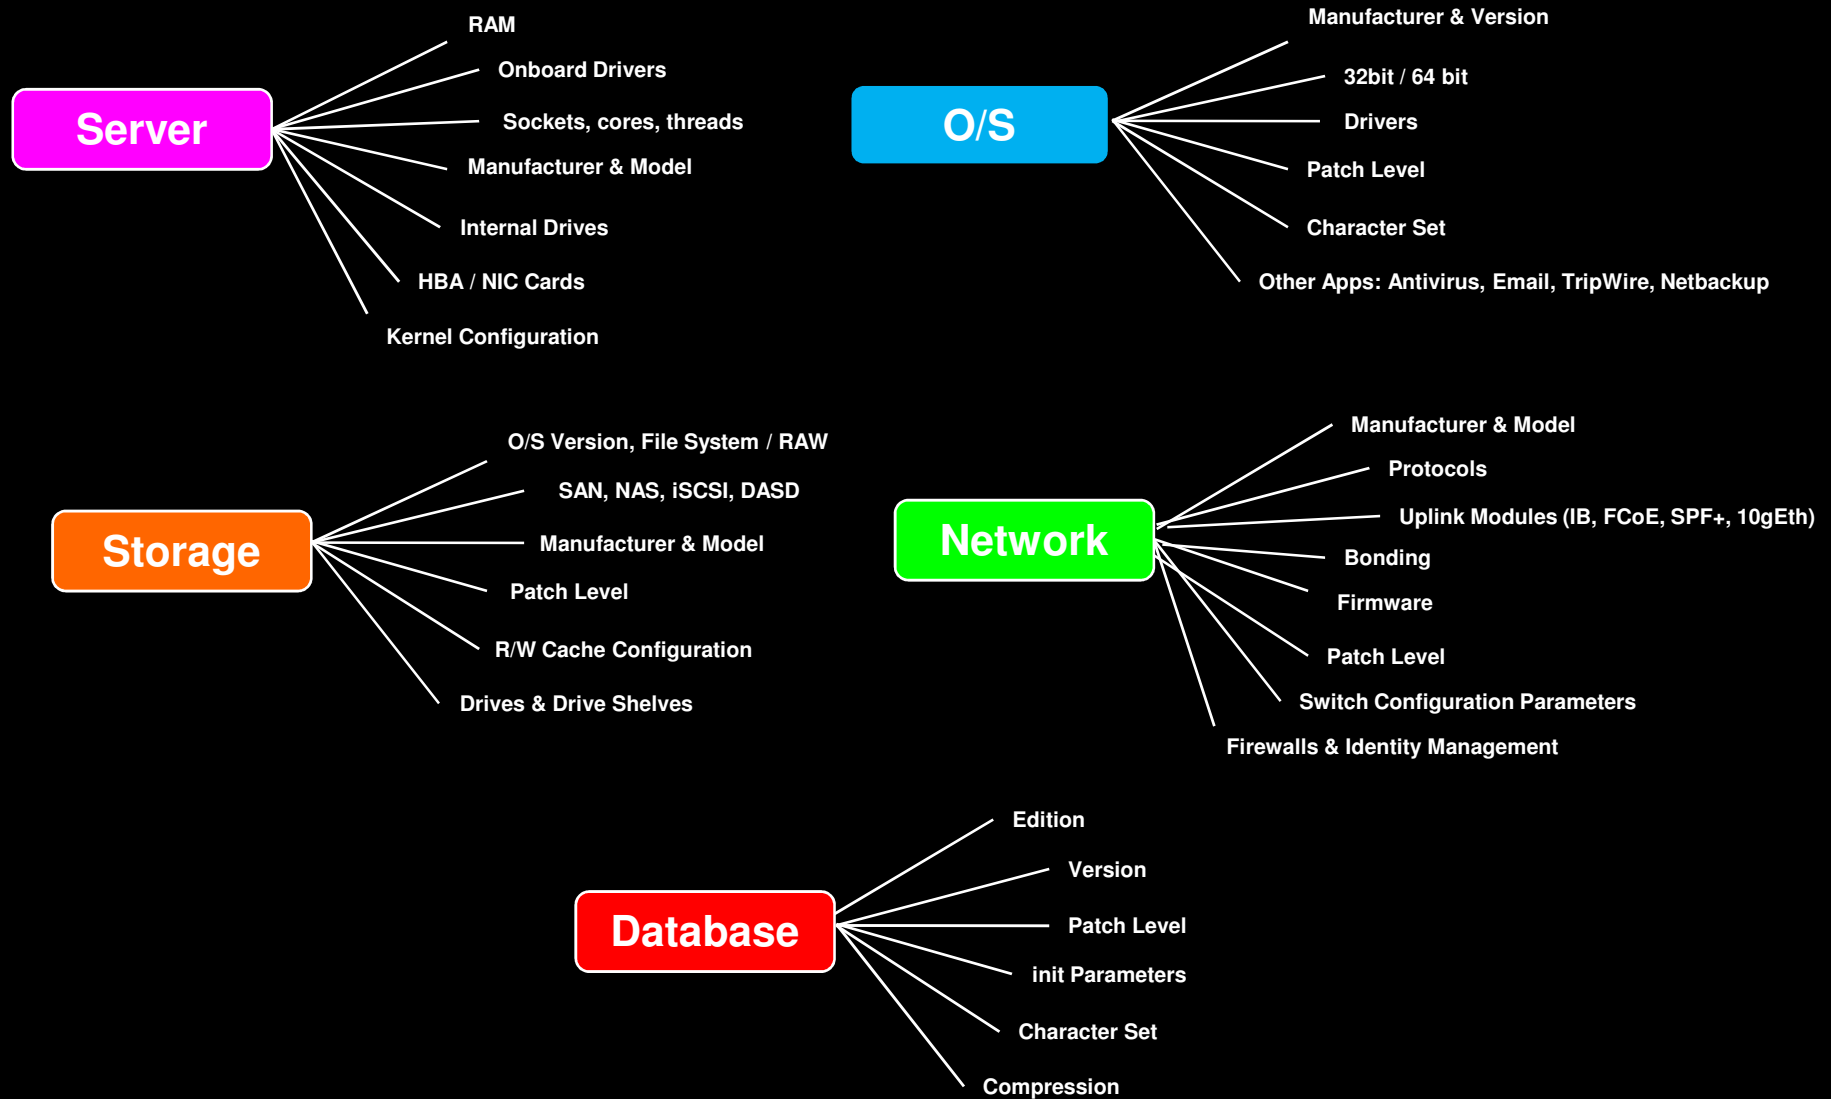 Server
RAM
Onboard Drivers
Sockets, cores, threads
Manufacturer & Model
Internal Drives
HBA / NIC Cards
Kernel Configuration
O/S
Manufacturer & Version
32bit / 64 bit
Drivers
Patch Level
Character Set
Other Apps: Antivirus, Email, TripWire, Netbackup
Storage
O/S Version, File System / RAW
SAN, NAS, iSCSI, DASD
Manufacturer & Model
Patch Level
R/W Cache Configuration
Drives & Drive Shelves
Network
Manufacturer & Model
Protocols
Uplink Modules (IB, FCoE, SPF+, 10gEth)
Bonding
Firmware
Patch Level
Switch Configuration Parameters
Firewalls & Identity Management
Database
Edition
Version
Patch Level
init Parameters
Character Set
Compression